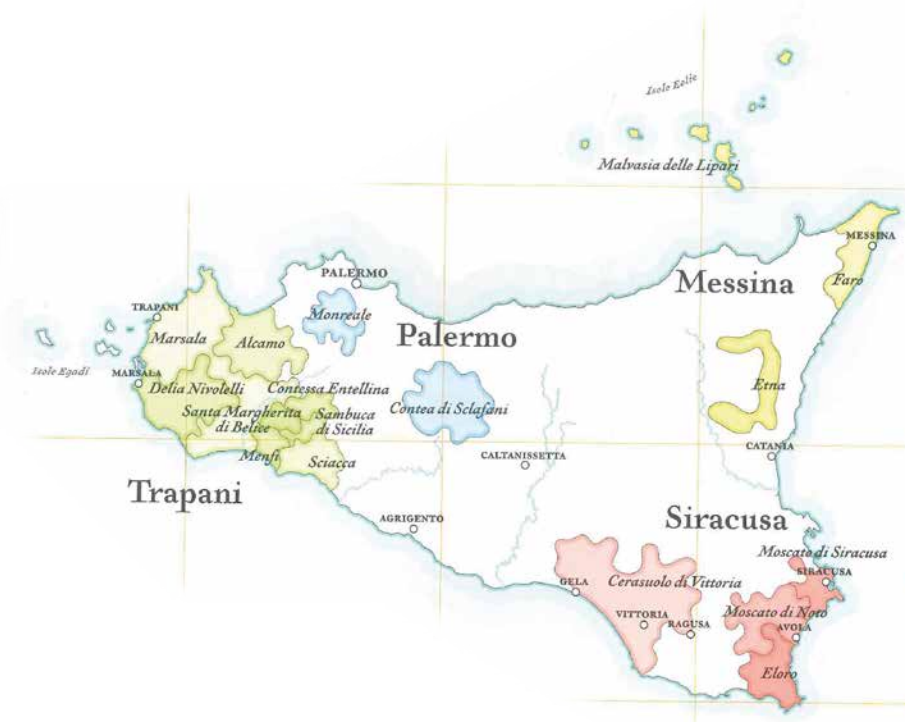 Isole Eolie
Malvasia delle Lipari
MESSINA
Messina
Faro
PALERMO
TRAPANI
Monreale
Marsala
Alcamo
Palermo
Isole Egadi
MARSALA
Etna
Delia Nivolelli
Contessa Entellina
Contea di Sclafani
Santa Margherita
di Belice
Sambuca
di Sicilia
Menfi
Sciacca
CALTANISSETTA
CATANIA
Trapani
AGRIGENTO
Siracusa
Moscato di Siracusa
SIRACUSA
GELA
Cerasuolo di Vittoria
VITTORIA
RAGUSA
Moscato di Noto
AVOLA
Eloro